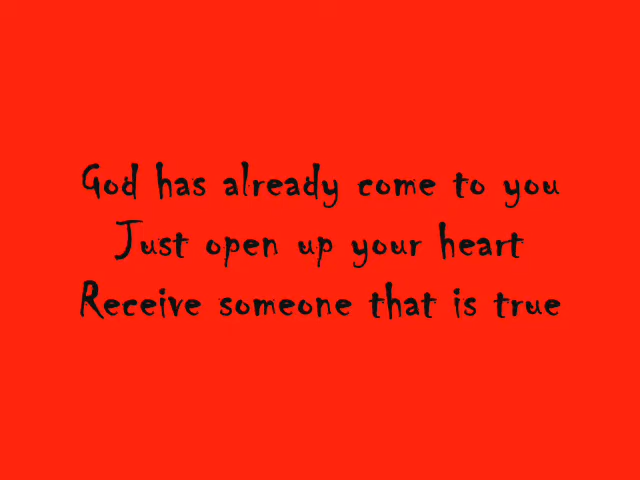 God has already come to you
Just open up your heart
Receive someone that is true